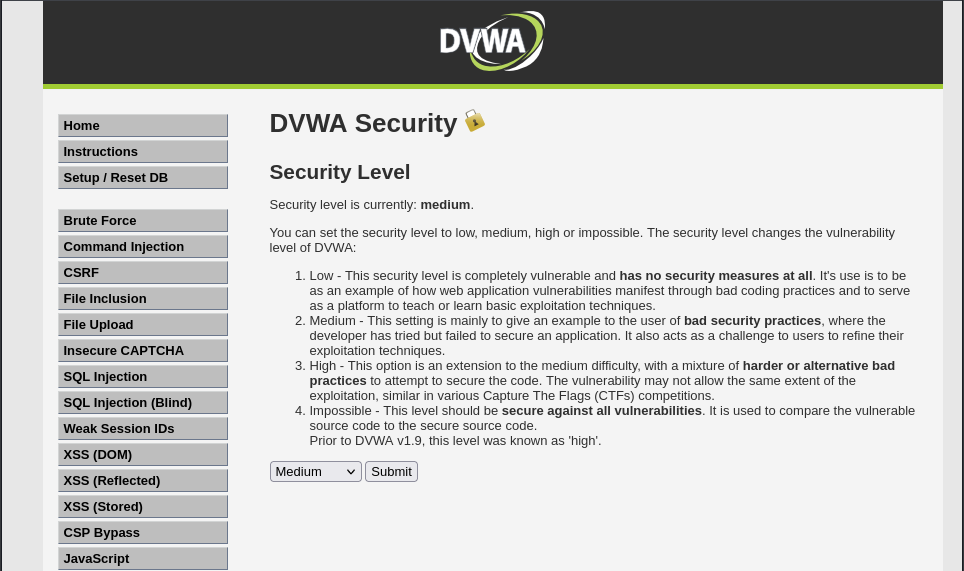 DVWA
Home
Instructions
Setup / Reset DB
Brute Force
Command Injection
CSRF
File Inclusion
File Upload
Insecure CAPTCHA
SQL Injection
SQL Injection (Blind)
Weak Session IDs
XSS (DOM)
XSS (Reflected)
XSS (Stored)
CSP Bypass
JavaScript
DVWA Security
Security Level
Security level is currently: medium.
You can set the security level to low, medium, high or impossible. The security level changes the vulnerability
level of DVWA:
1. Low - This security level is completely vulnerable and has no security measures at all. It's use is to be
as an example of how web application vulnerabilities manifest through bad coding practices and to serve
as a platform to teach or learn basic exploitation techniques.
2. Medium - This setting is mainly to give an example to the user of bad security practices, where the
developer has tried but failed to secure an application. It also acts as a challenge to users to refine their
exploitation techniques.
3. High - This option is an extension to the medium difficulty, with a mixture of harder or alternative bad
practices to attempt to secure the code. The vulnerability may not allow the same extent of the
exploitation, similar in various Capture The Flags (CTFs) competitions.
4. Impossible - This level should be secure against all vulnerabilities. It is used to compare the vulnerable
source code to the secure source code.
Prior to DVWA v1.9, this level was known as 'high'.
Medium Submit